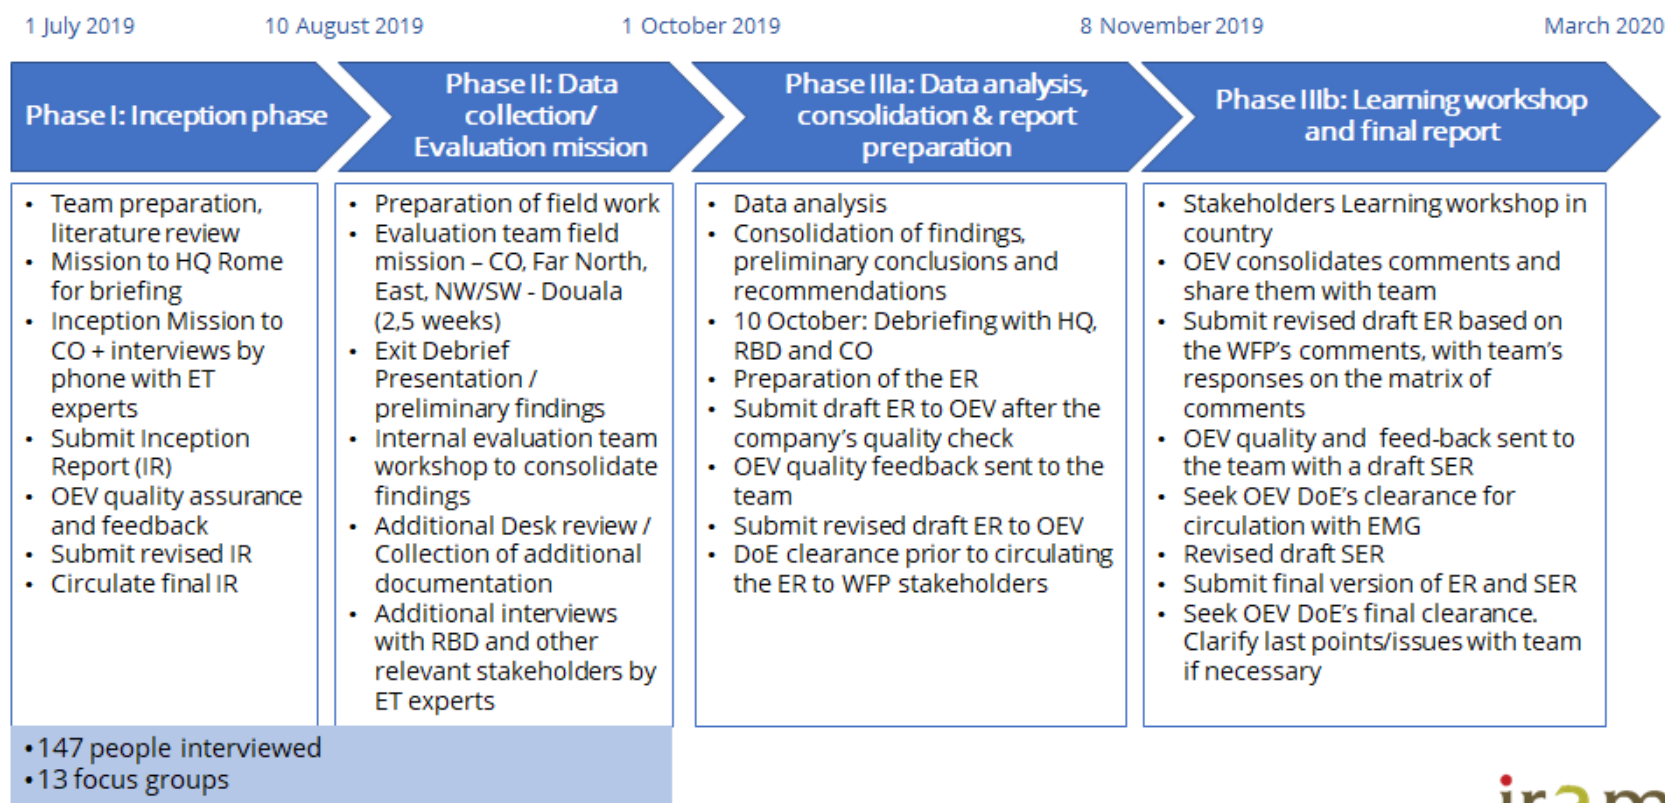 1 July 2019
10 August 2019
1 October 2019
8 November 2019
March 2020
Phase I: Inception phase
Phase II: Data
collection/
Evaluation mission
Phase IIIa: Data analysis,
consolidation & report
preparation
Phase IIIb: Learning workshop
and final report
• Team preparation,
literature review
• Mission to HQ Rome
for briefing
• Inception Mission to
CO + interviews by
phone with ET
experts
• Submit Inception
Report (IR)
• OEV quality assurance
and feedback
• Submit revised IR
• Circulate final IR
• Preparation of field work
• Evaluation team field
mission – CO, Far North,
East, NW/SW - Douala
(2,5 weeks)
• Exit Debrief
Presentation /
preliminary findings
• Internal evaluation team
workshop to consolidate
findings
• Additional Desk review /
Collection of additional
documentation
• Additional interviews
with RBD and other
relevant stakeholders by
ET experts
• Data analysis
• Consolidation of findings,
preliminary conclusions and
recommendations
• 10 October: Debriefing with HQ,
RBD and CO
• Preparation of the ER
• Submit draft ER to OEV after the
company's quality check
• OEV quality feedback sent to the
team
• Submit revised draft ER to OEV
• DoE clearance prior to circulating
the ER to WFP stakeholders
• Stakeholders Learning workshop in
country
• OEV consolidates comments and
share them with team
• Submit revised draft ER based on
the WFP's comments, with team's
responses on the matrix of
comments
• OEV quality and feed-back sent to
the team with a draft SER
• Seek OEV DoE's clearance for
circulation with EMG
• Revised draft SER
• Submit final version of ER and SER
• Seek OEV DoE's final clearance.
Clarify last points/issues with team
if necessary
• 147 people interviewed
• 13 focus groups
iram